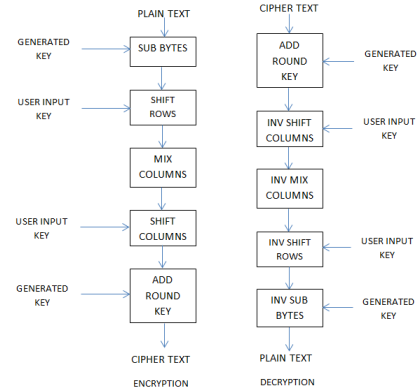 PLAIN TEXT
GENERATED
KEY
SUB BYTES
USER INPUT
KEY
SHIFT
ROWS
MIX
COLUMNS
USER INPUT
KEY
SHIFT
COLUMNS
GENERATED
KEY
ADD
ROUND
KEY
CIPHER TEXT
ENCRYPTION
CIPHER TEXT
ADD
ROUND
KEY
GENERATED
KEY
INV SHIFT
COLUMNS
USER INPUT
KEY
INV MIX
COLUMNS
INV SHIFT
ROWS
USER INPUT
KEY
INV SUB
BYTES
GENERATED
KEY
PLAIN TEXT
DECRYPTION